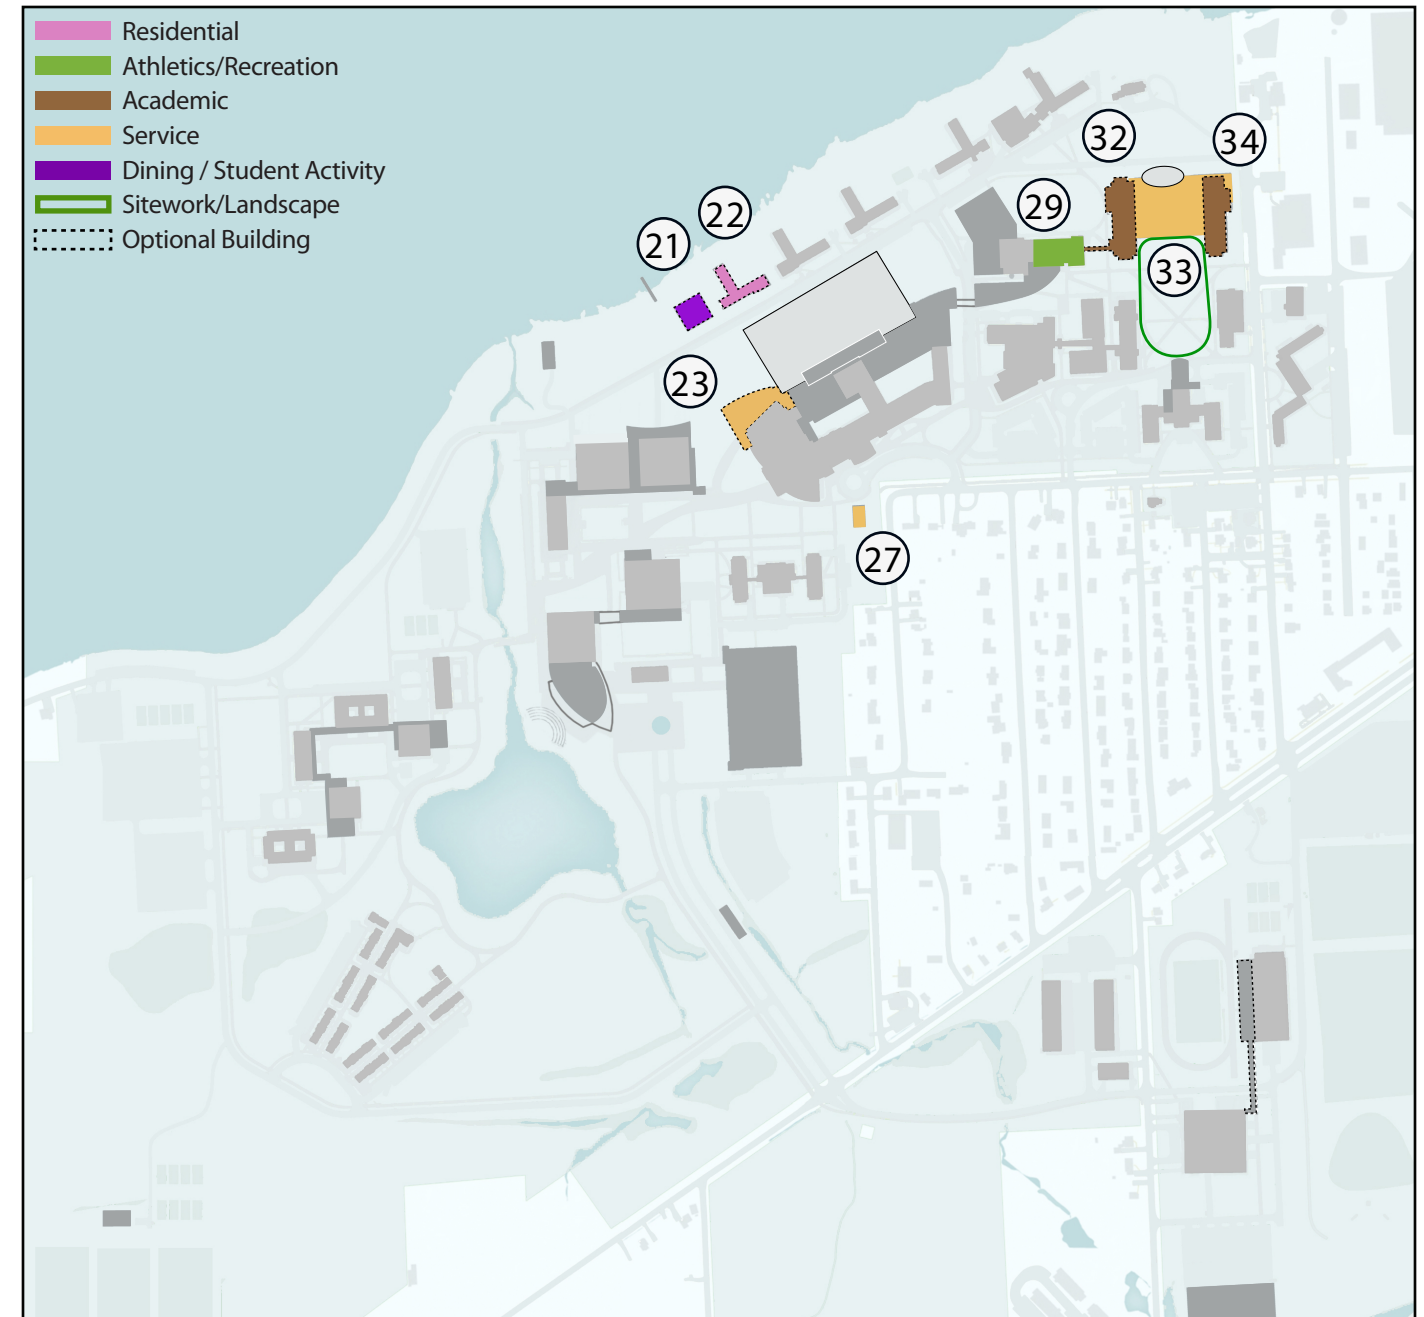 Residential
Athletics/Recreation
Academic
Service
Dining / Student Activity
Sitework/Landscape
Optional Building
32
34
29
22
21
33
23
27